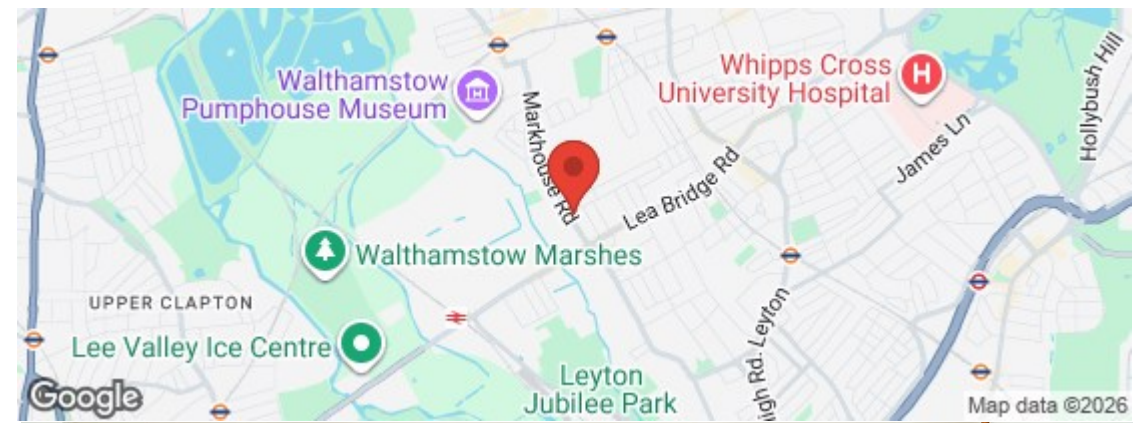 Walthamstow
Pumphouse Museum
Whipps Cross
University Hospital
H
Hollybush Hill
Markhouse Rd
James Ln
Lea Bridge Rd
Walthamstow Marshes
UPPER CLAPTON
Lee Valley Ice Centre
High Rd. Leyton
Leyton
Jubilee Park
Google
Map data ©2026